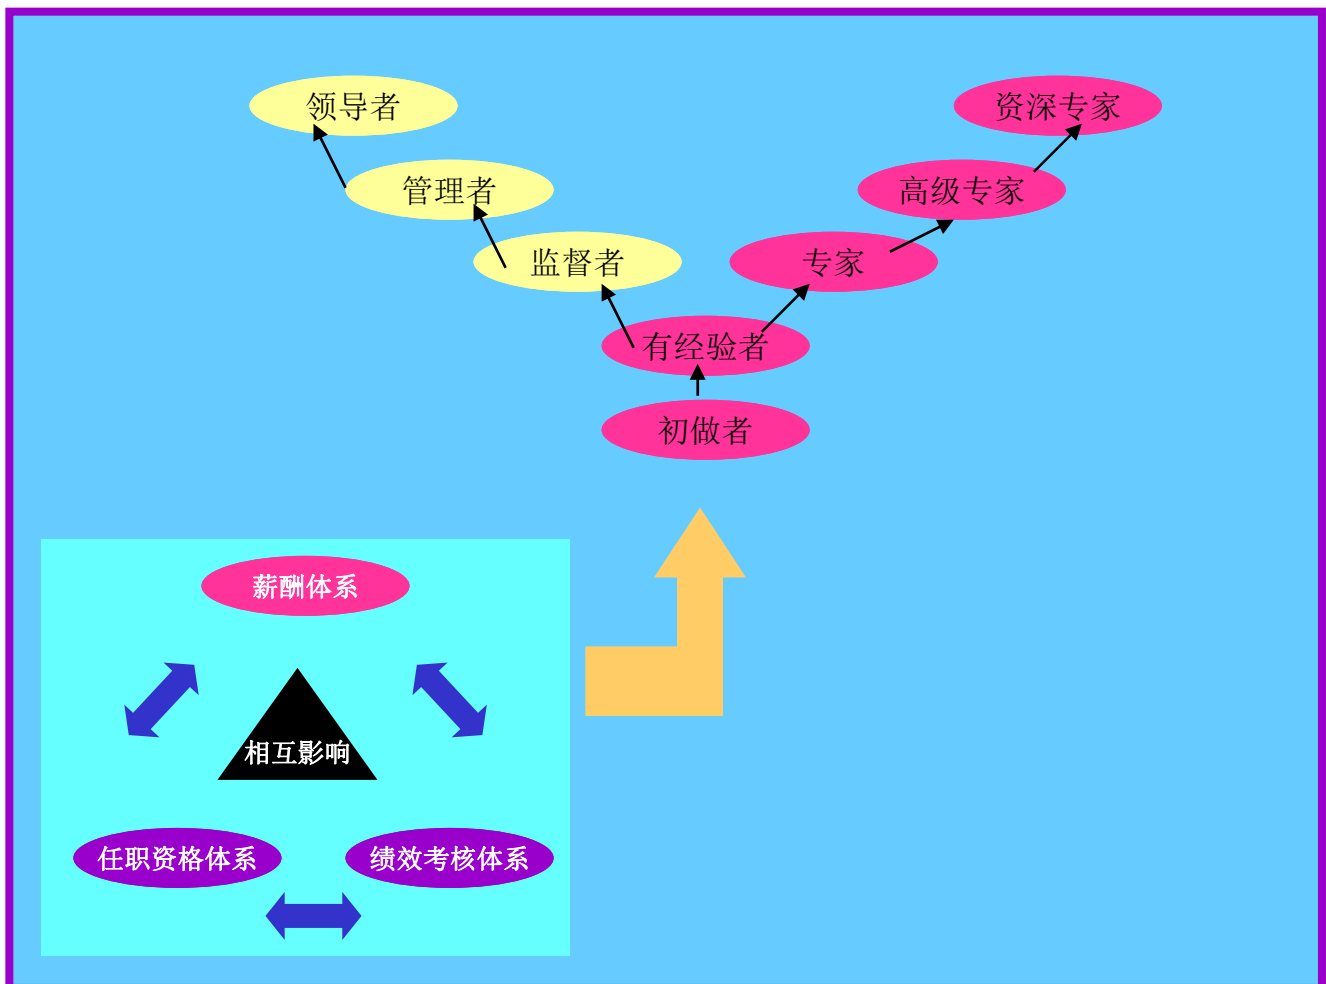 领导者
资深专家
管理者
高级专家
监督者
专家
有经验者
初做者
薪酬体系
相互影响
任职资格体系
绩效考核体系